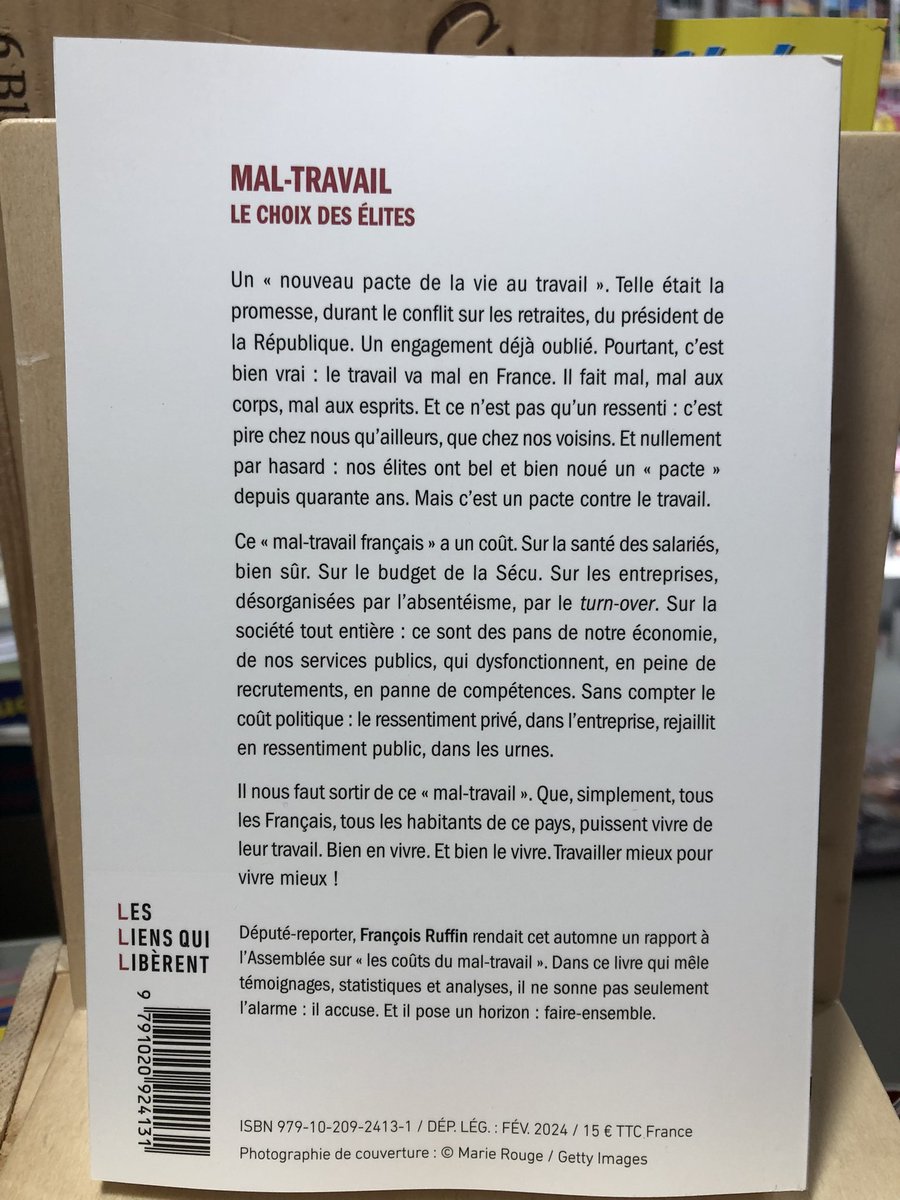 MAL-TRAVAIL
LE CHOIX DES ÉLITES
Un « nouveau pacte de la vie au travail ». Telle était la
promesse, durant le conflit sur les retraites, du président de
la République. Un engagement déjà oublié. Pourtant, c'est
bien vrai : le travail va mal en France. Il fait mal, mal aux
corps, mal aux esprits. Et ce n'est pas qu'un ressenti : c'est
pire chez nous qu'ailleurs, que chez nos voisins. Et nullement
par hasard : nos élites ont bel et bien noué un « pacte »
depuis quarante ans. Mais c'est un pacte contre le travail.
Ce « mal-travail français » a un coût. Sur la santé des salariés,
bien sûr. Sur le budget de la Sécu. Sur les entreprises,
désorganisées par l'absentéisme, par le turn-over. Sur la
société tout entière : ce sont des pans de notre économie,
de nos services publics, qui dysfonctionnent, en peine de
recrutements, en panne de compétences. Sans compter le
coût politique : le ressentiment privé, dans l'entreprise, rejaillit
en ressentiment public, dans les urnes.
Il nous faut sortir de ce « mal-travail ». Que, simplement, tous
les Français, tous les habitants de ce pays, puissent vivre de
leur travail. Bien en vivre. Et bien le vivre. Travailler mieux pour
vivre mieux !
Député-reporter, François Ruffin rendait cet automne un rapport à
l'Assemblée sur « les coûts du mal-travail ». Dans ce livre qui mêle
témoignages, statistiques et analyses, il ne sonne pas seulement
l'alarme : il accuse. Et il pose un horizon : faire-ensemble.
LES
LIENS QUI
LIBÈRENT
9 791020 924131
ISBN 979-10-209-2413-1 / DÉP. LÉG. : FÉV. 2024 / 15 € TTC France
Photographie de couverture : © Marie Rouge / Getty Images